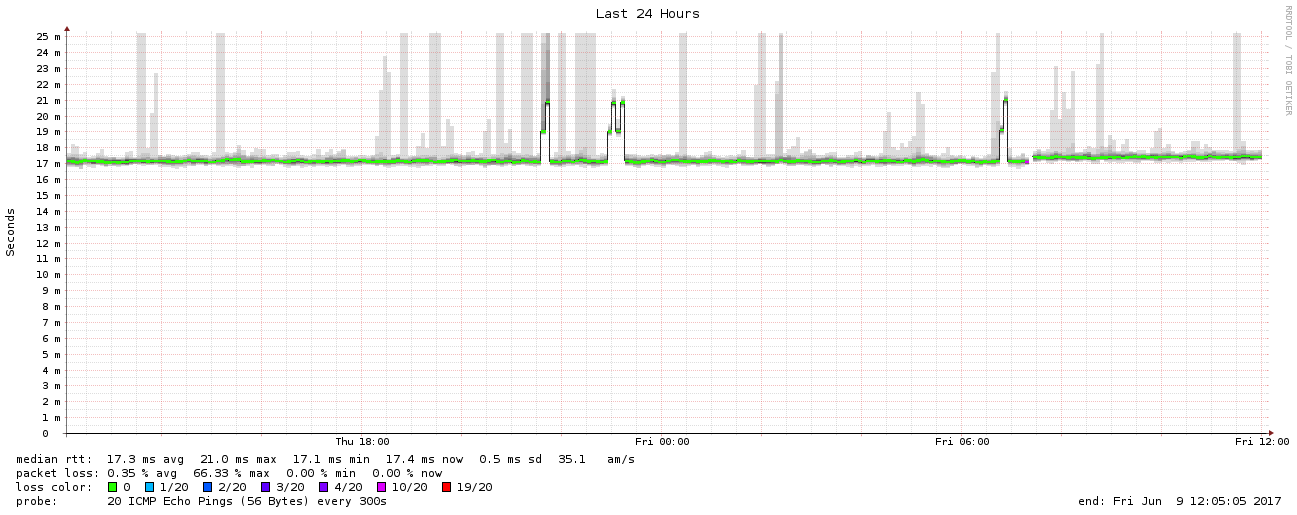 Last 24 Hours
RRDTOOL / TOBI OETIKER
Seconds
25 m
24 m
23 m
22 m
21 m
20 m
19 m
18 m
17 m
16 m
15 m
14 m
13 m
12 m
11 m
10 m
9 m
8 m
7 m
6 m
5 m
4 m
3 m
2 m
1 m
0
Thu 18:00 Fri 00:00 Fri 06:00 Fri 12:00
median rtt: 17.3 ms avg 21.0 ms max 17.1 ms min 17.4 ms now 0.5 ms sd 35.1 am/s
packet loss: 0.35 % avg 66.33 % max 0.00 % min 0.00 % now
loss color: 0 1/20 2/20 3/20 4/20 10/20 19/20
probe: 20 ICMP Echo Pings (56 Bytes) every 300s end: Fri Jun 9 12:05:05 2017